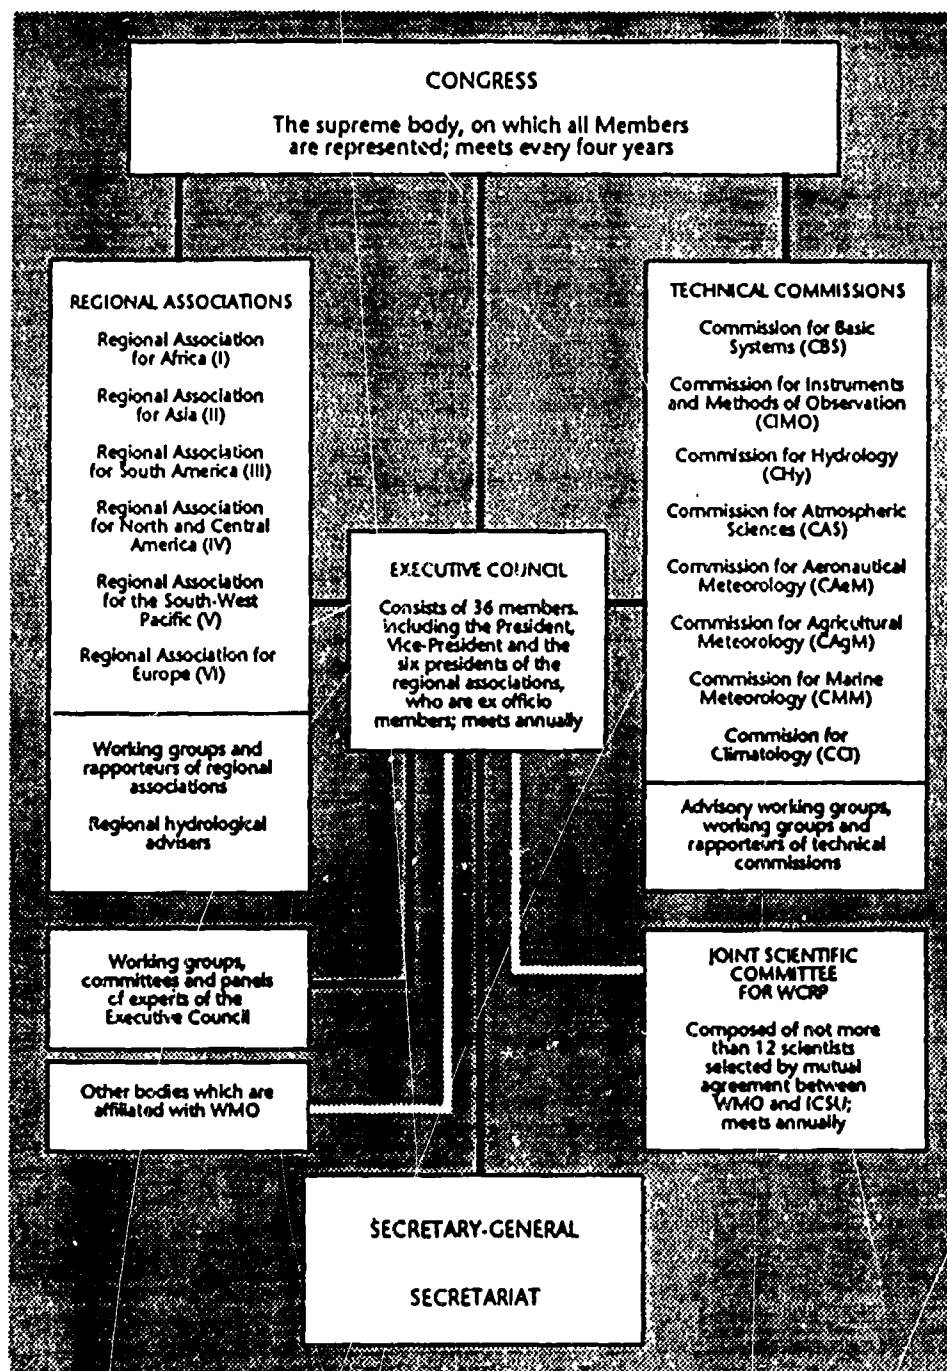 CONGRESS
The supreme body, on which all Members
are represented; meets every four years
REGIONAL ASSOCIATIONS
Regional Association
for Africa (I)
Regional Association
for Asia (II)
Regional Association
for South America (III)
Regional Association
for North and Central
America (IV)
Regional Association
for the South-West
Pacific (V)
Regional Association for
Europe (VI)
Working groups and
rapporteurs of regional
associations
Regional hydrological
advisers
Working groups,
committees and panels
of experts of the
Executive Council
Other bodies which are
affiliated with WMO
EXECUTIVE COUNCIL
Consists of 36 members,
including the President,
Vice-President and the
six presidents of the
regional associations,
who are ex officio
members; meets annually
TECHNICAL COMMISSIONS
Commission for Basic
Systems (CBS)
Commission for Instruments
and Methods of Observation
(CIMO)
Commission for Hydrology
(CHy)
Commission for Atmospheric
Sciences (CAS)
Commission for Aeronautical
Meteorology (CAeM)
Commission for Agricultural
Meteorology (CAgM)
Commission for Marine
Meteorology (CMM)
Commision for
Climatology (CCl)
Advisory working groups,
working groups and
rapporteurs of technical
commissions
JOINT SCIENTIFIC
COMMITTEE
FOR WCRP
Composed of not more
than 12 scientists
selected by mutual
agreement between
WMO and ICSU;
meets annually
SECRETARY-GENERAL
SECRETARIAT